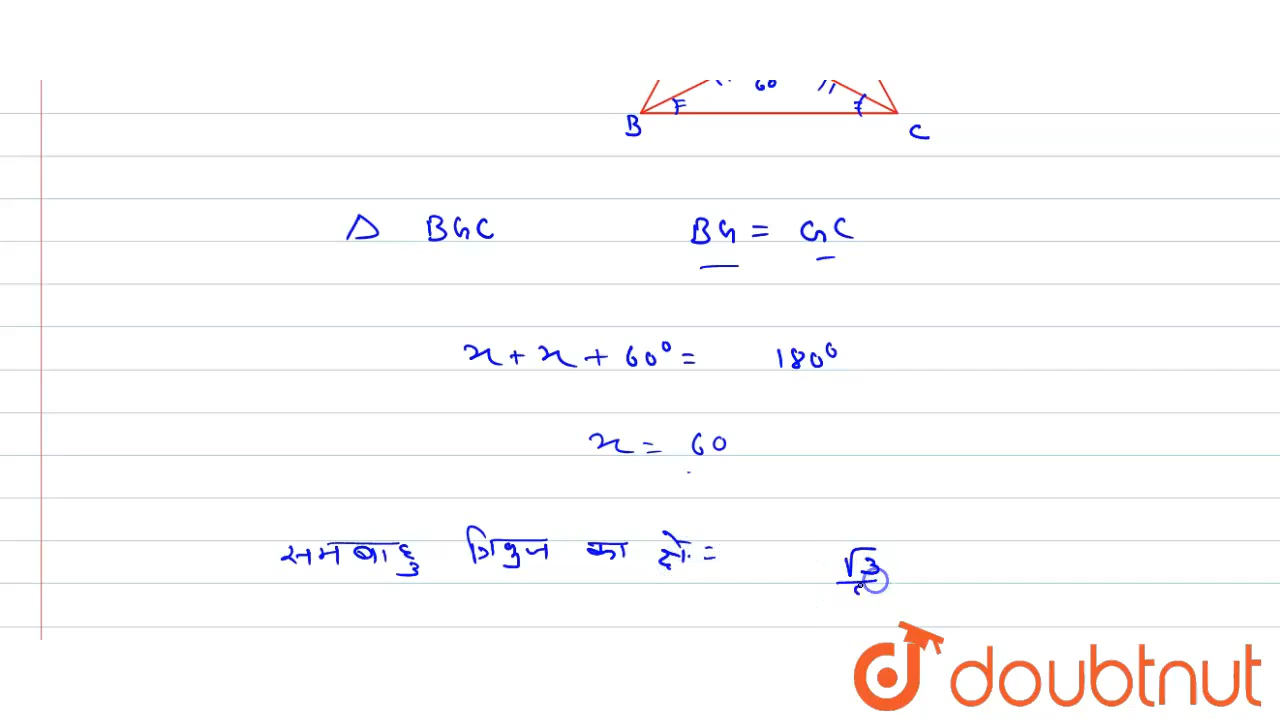 60
B C
Δ BGC BG = GC
x + x + 60° = 180°
x = 60
समबाहु त्रिभुज का क्षे. = √3
doubtnut